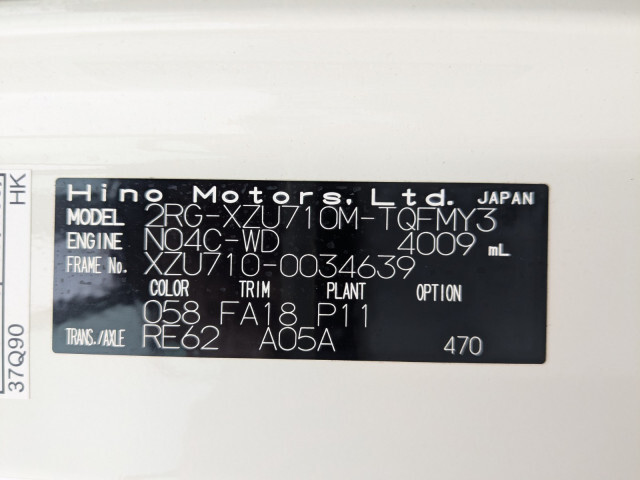 Hino Motors, Ltd. JAPAN
MODEL 2RG-XZU710M-TQFMY3
ENGINE N04C-WD 4009 mL
FRAME No. XZU710-0034639
COLOR TRIM PLANT OPTION
058 FA18 P11
TRANS./AXLE RE62 A05A 470
37Q90
HK